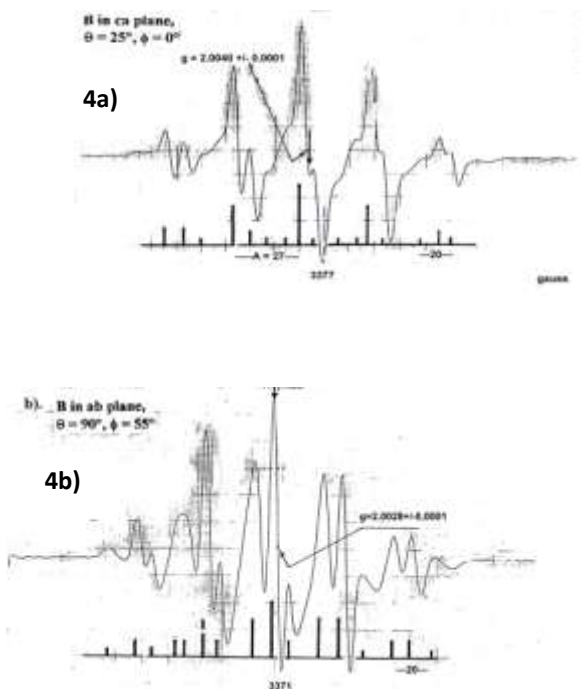 B in ca plane,
θ = 25°, ϕ = 0°
g = 2.0040 +/- 0.0001
4a)
----A = 27----
---20---
3377
gauss
b). B in ab plane,
θ = 90°, ϕ = 55°
4b)
g=2.0028+/-0.0001
---20---
3371